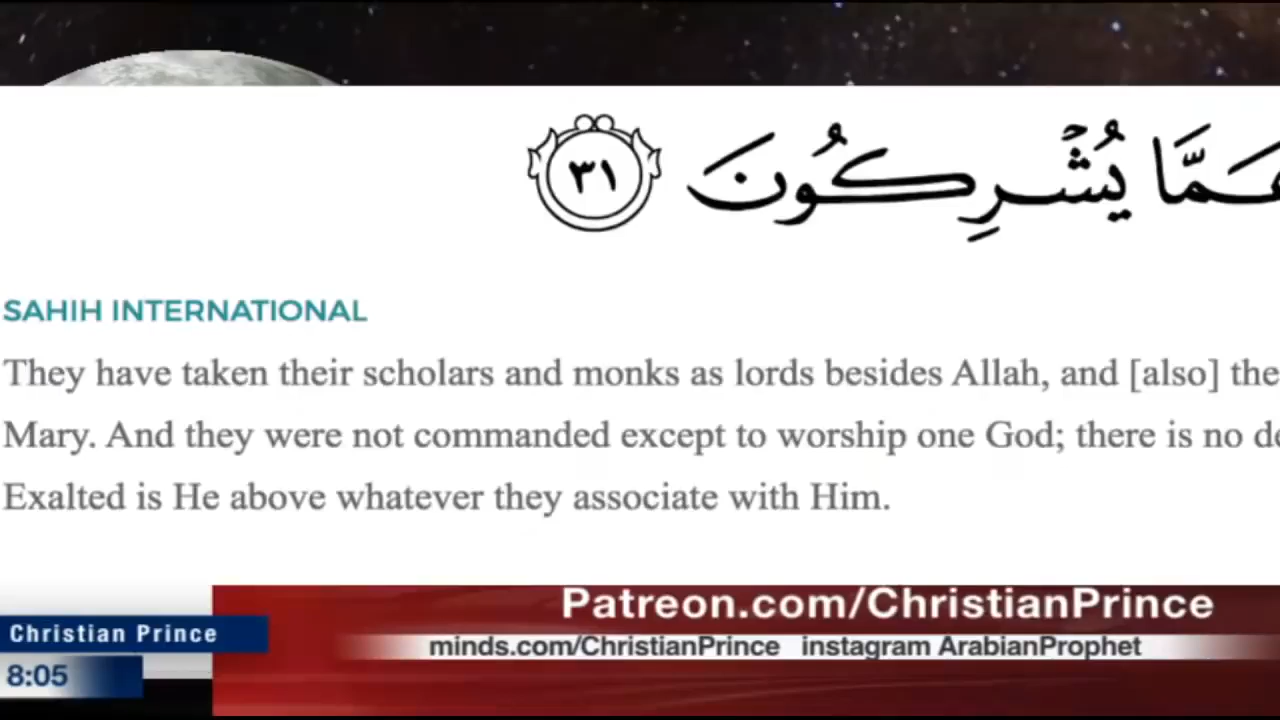 عَمَّا يُشْرِكُونَ ٣١
SAHIH INTERNATIONAL
They have taken their scholars and monks as lords besides Allah, and [also] the
Mary. And they were not commanded except to worship one God; there is no de
Exalted is He above whatever they associate with Him.
Patreon.com/ChristianPrince
Christian Prince
minds.com/ChristianPrince instagram ArabianProphet
8:05